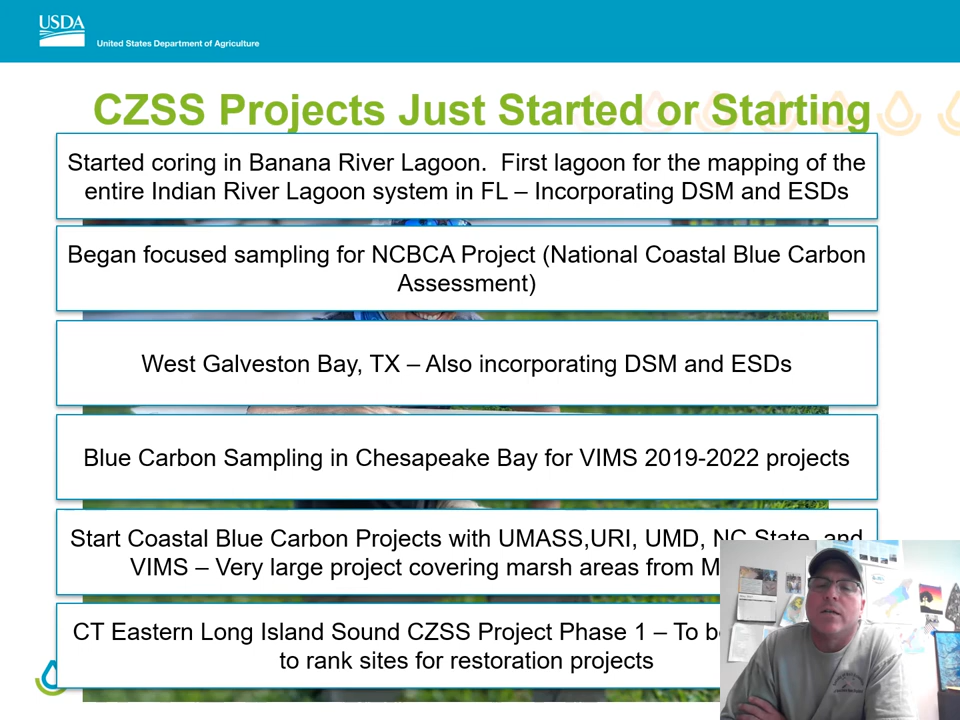 USDA
United States Department of Agriculture
CZSS Projects Just Started or Starting
Started coring in Banana River Lagoon. First lagoon for the mapping of the
entire Indian River Lagoon system in FL – Incorporating DSM and ESDs
Began focused sampling for NCBCA Project (National Coastal Blue Carbon
Assessment)
West Galveston Bay, TX – Also incorporating DSM and ESDs
Blue Carbon Sampling in Chesapeake Bay for VIMS 2019-2022 projects
Start Coastal Blue Carbon Projects with UMASS,URI, UMD, NC State, and
VIMS – Very large project covering marsh areas from
CT Eastern Long Island Sound CZSS Project Phase 1 – To
to rank sites for restoration projects